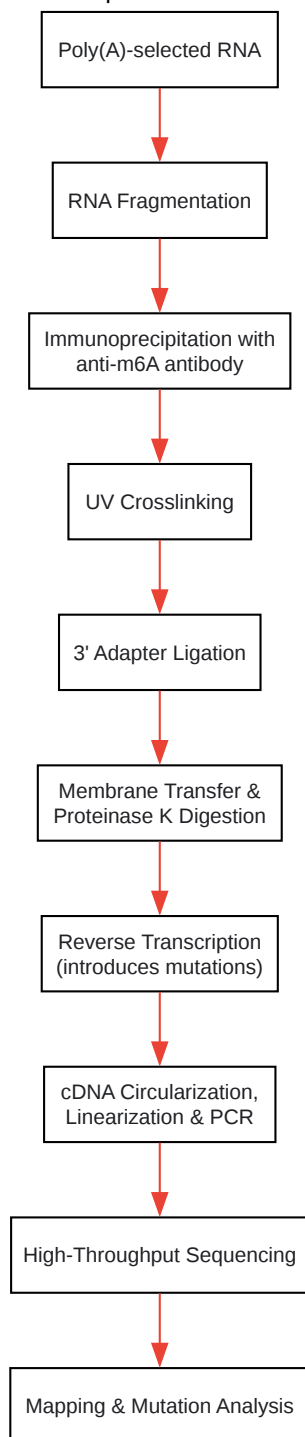 Poly(A)-selected RNA
RNA Fragmentation
Immunoprecipitation with
anti-m6A antibody
UV Crosslinking
3' Adapter Ligation
Membrane Transfer &
Proteinase K Digestion
Reverse Transcription
(introduces mutations)
cDNA Circularization,
Linearization & PCR
High-Throughput Sequencing
Mapping & Mutation Analysis